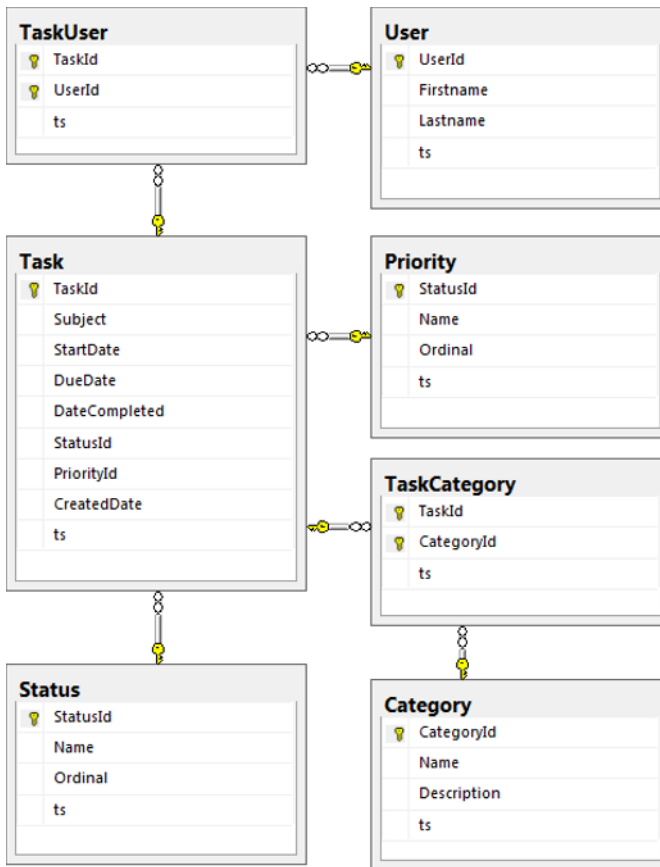 TaskUser
TaskId
UserId
ts
User
UserId
Firstname
Lastname
ts
Task
TaskId
Subject
StartDate
DueDate
DateCompleted
StatusId
PriorityId
CreatedDate
ts
Priority
StatusId
Name
Ordinal
ts
TaskCategory
TaskId
CategoryId
ts
Status
StatusId
Name
Ordinal
ts
Category
CategoryId
Name
Description
ts